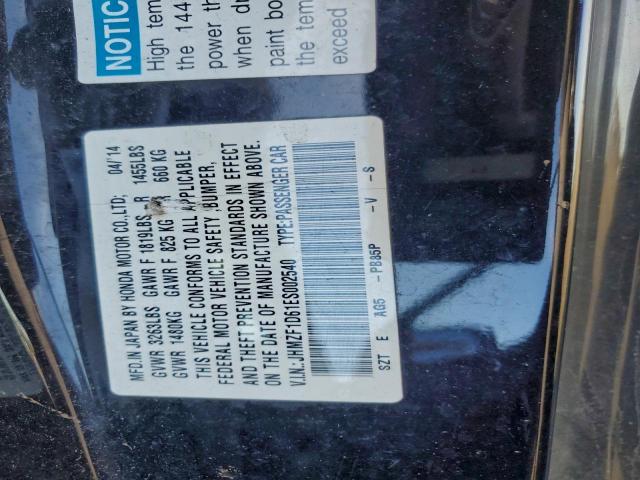 NOTICE
High tem
the 144
power th
when dr
paint bo
the tem
exceed
MFD.IN JAPAN BY HONDA MOTOR CO.,LTD. 04/14
GVWR 3263LBS GAWR F 1819LBS R 1455LBS
GVWR 1480KG GAWR F 825 KG R 660 KG
THIS VEHICLE CONFORMS TO ALL APPLICABLE
FEDERAL MOTOR VEHICLE SAFETY ,BUMPER,
AND THEFT PREVENTION STANDARDS IN EFFECT
ON THE DATE OF MANUFACTURE SHOWN ABOVE.
V.I.N.:JHMZF1D61ES002540 TYPE:PASSENGER CAR
SZT E AG5 -PB85P -V -S